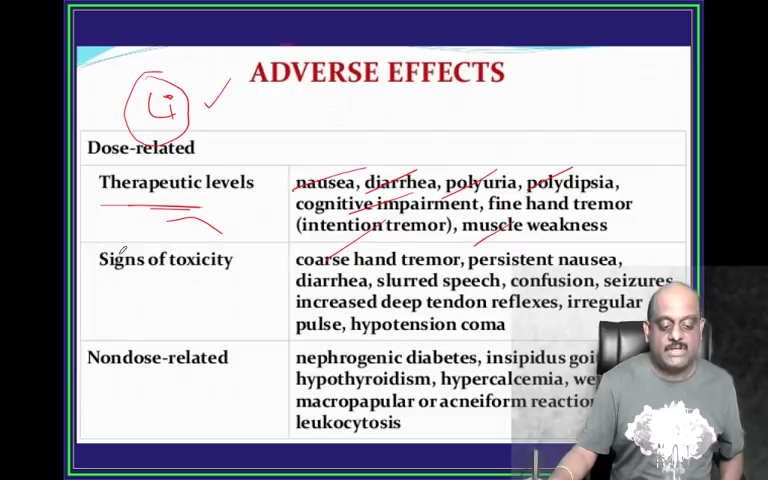 ADVERSE EFFECTS
Li
Dose-related
Therapeutic levels
nausea, diarrhea, polyuria, polydipsia,
cognitive impairment, fine hand tremor
(intention tremor), muscle weakness
Signs of toxicity
coarse hand tremor, persistent nausea,
diarrhea, slurred speech, confusion, seizures
increased deep tendon reflexes, irregular
pulse, hypotension coma
Nondose-related
nephrogenic diabetes, insipidus
hypothyroidism, hypercalcemia,
macropapular or acneiform
leukocytosis